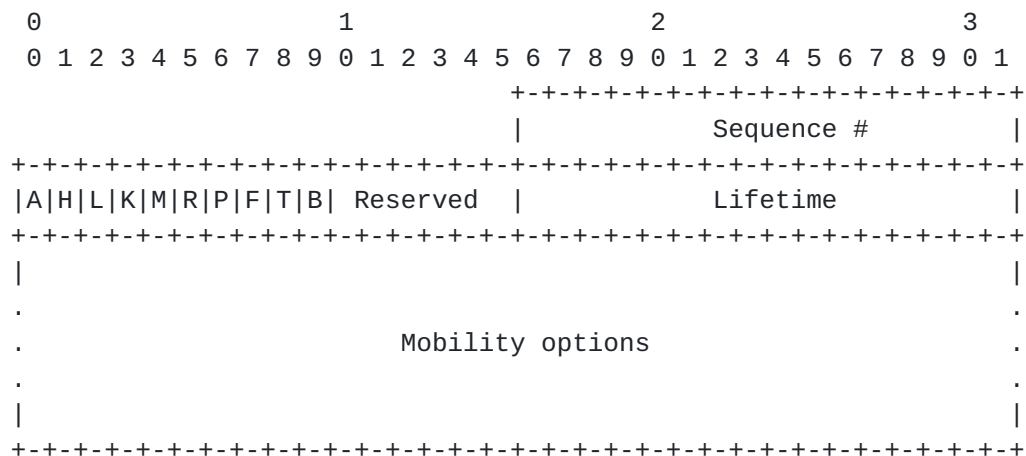 0                   1                   2                   3
 0 1 2 3 4 5 6 7 8 9 0 1 2 3 4 5 6 7 8 9 0 1 2 3 4 5 6 7 8 9 0 1
                                +-+-+-+-+-+-+-+-+-+-+-+-+-+-+-+-+
                                |            Sequence #         |
+-+-+-+-+-+-+-+-+-+-+-+-+-+-+-+-+-+-+-+-+-+-+-+-+-+-+-+-+-+-+-+-+
|A|H|L|K|M|R|P|F|T|B| Reserved  |            Lifetime           |
+-+-+-+-+-+-+-+-+-+-+-+-+-+-+-+-+-+-+-+-+-+-+-+-+-+-+-+-+-+-+-+-+
|                                                               |
.                                                               .
.                        Mobility options                       .
.                                                               .
|                                                               |
+-+-+-+-+-+-+-+-+-+-+-+-+-+-+-+-+-+-+-+-+-+-+-+-+-+-+-+-+-+-+-+-+